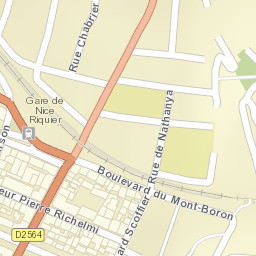 Rue Chabrier
Gare de
Nice
Riquier
Rue de Nathanya
Boulevard du Mont-Boron
eur Pierre Richelmi
ard Scoffier
D2564